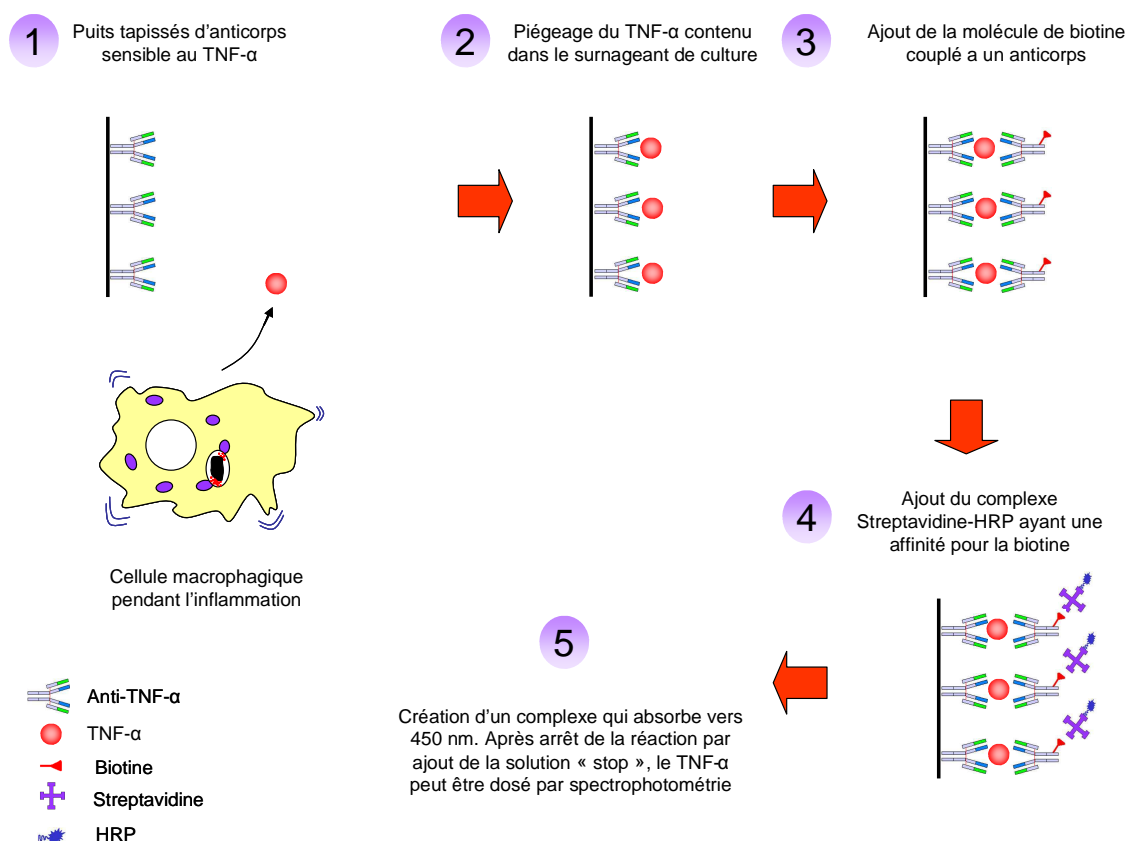 1
Puits tapissés d’anticorps
sensible au TNF-α
2
Piégeage du TNF-α contenu
dans le surnageant de culture
3
Ajout de la molécule de biotine
couplé a un anticorps
4
Ajout du complexe
Streptavidine-HRP ayant une
affinité pour la biotine
Cellule macrophagique
pendant l’inflammation
5
Création d’un complexe qui absorbe vers
450 nm. Après arrêt de la réaction par
ajout de la solution « stop », le TNF-α
peut être dosé par spectrophotométrie
Anti-TNF-α
TNF-α
Biotine
Streptavidine
HRP